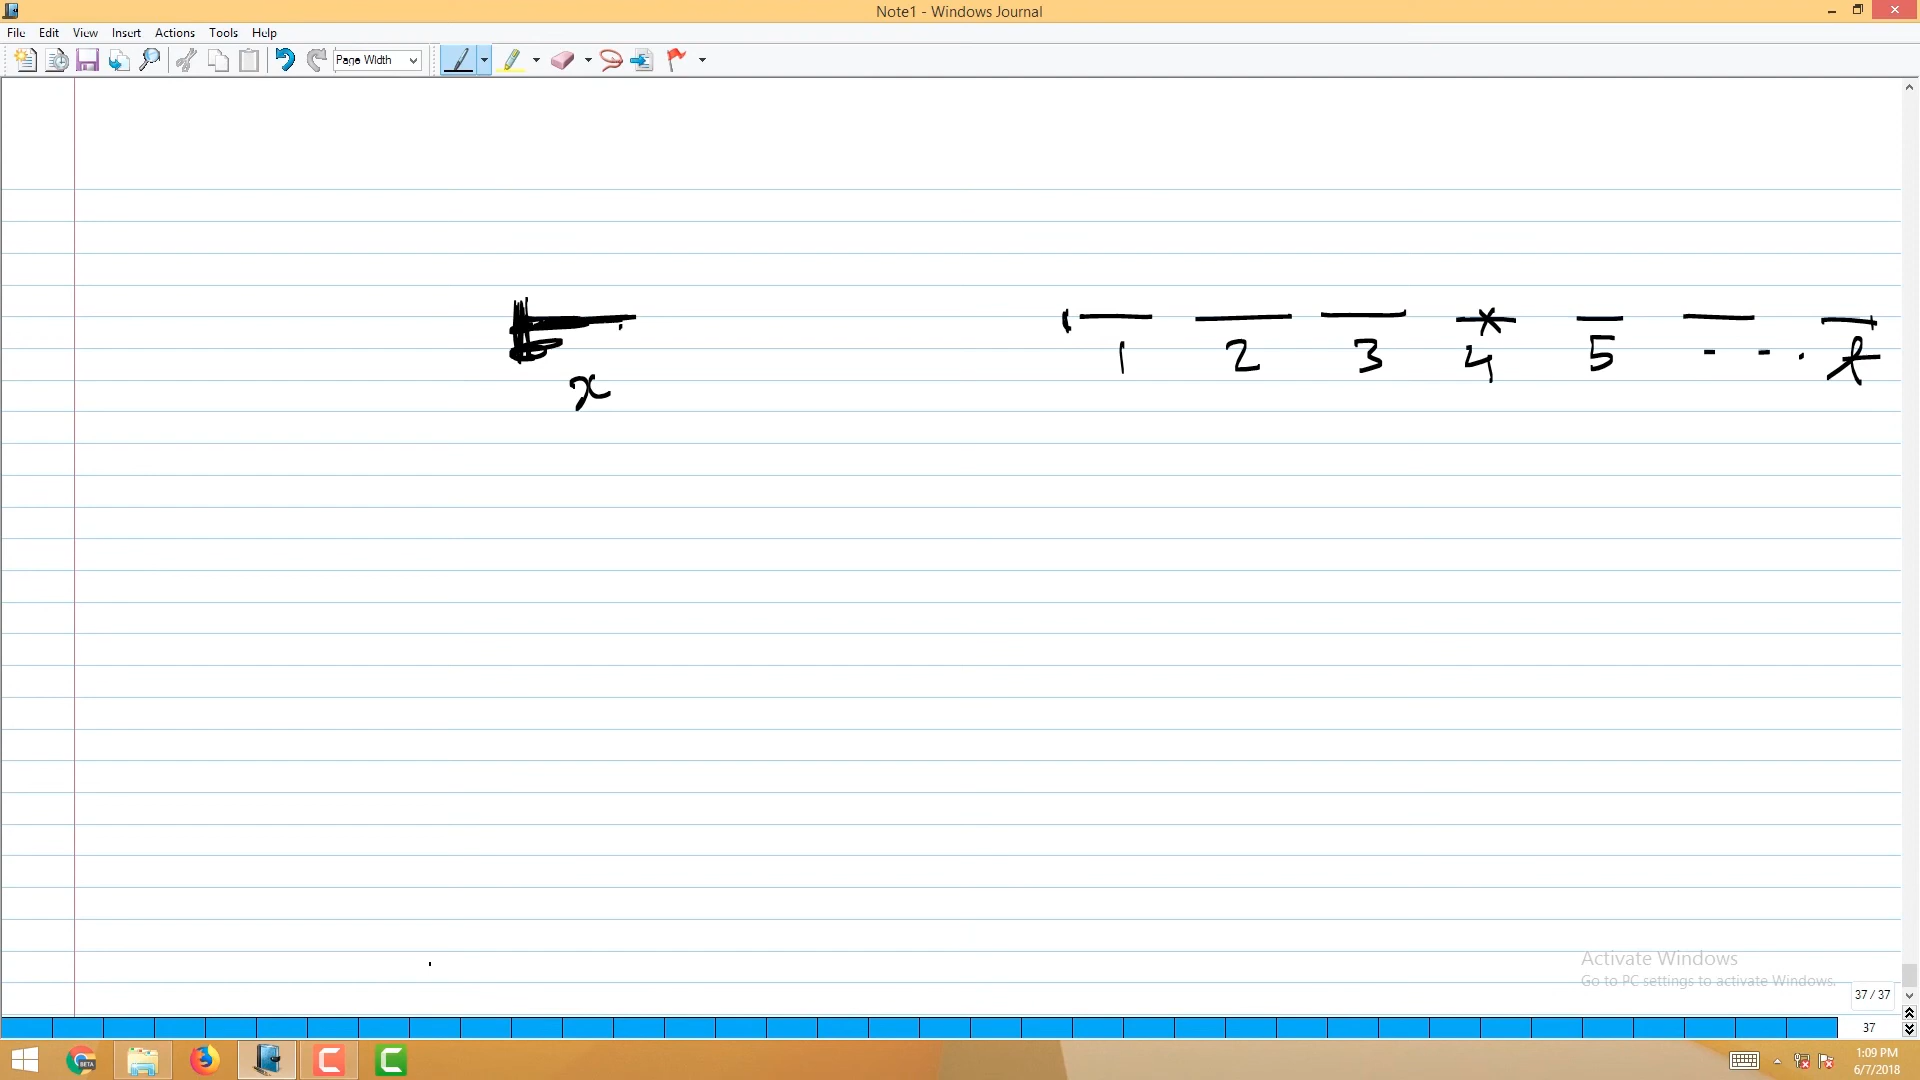 Note1 - Windows Journal
File Edit View Insert Actions Tools Help
Page Width
1 2 3 4 5 - - . t
x
Activate Windows
Go to PC settings to activate Windows.
37 / 37
37
BETA
1:09 PM
6/7/2018